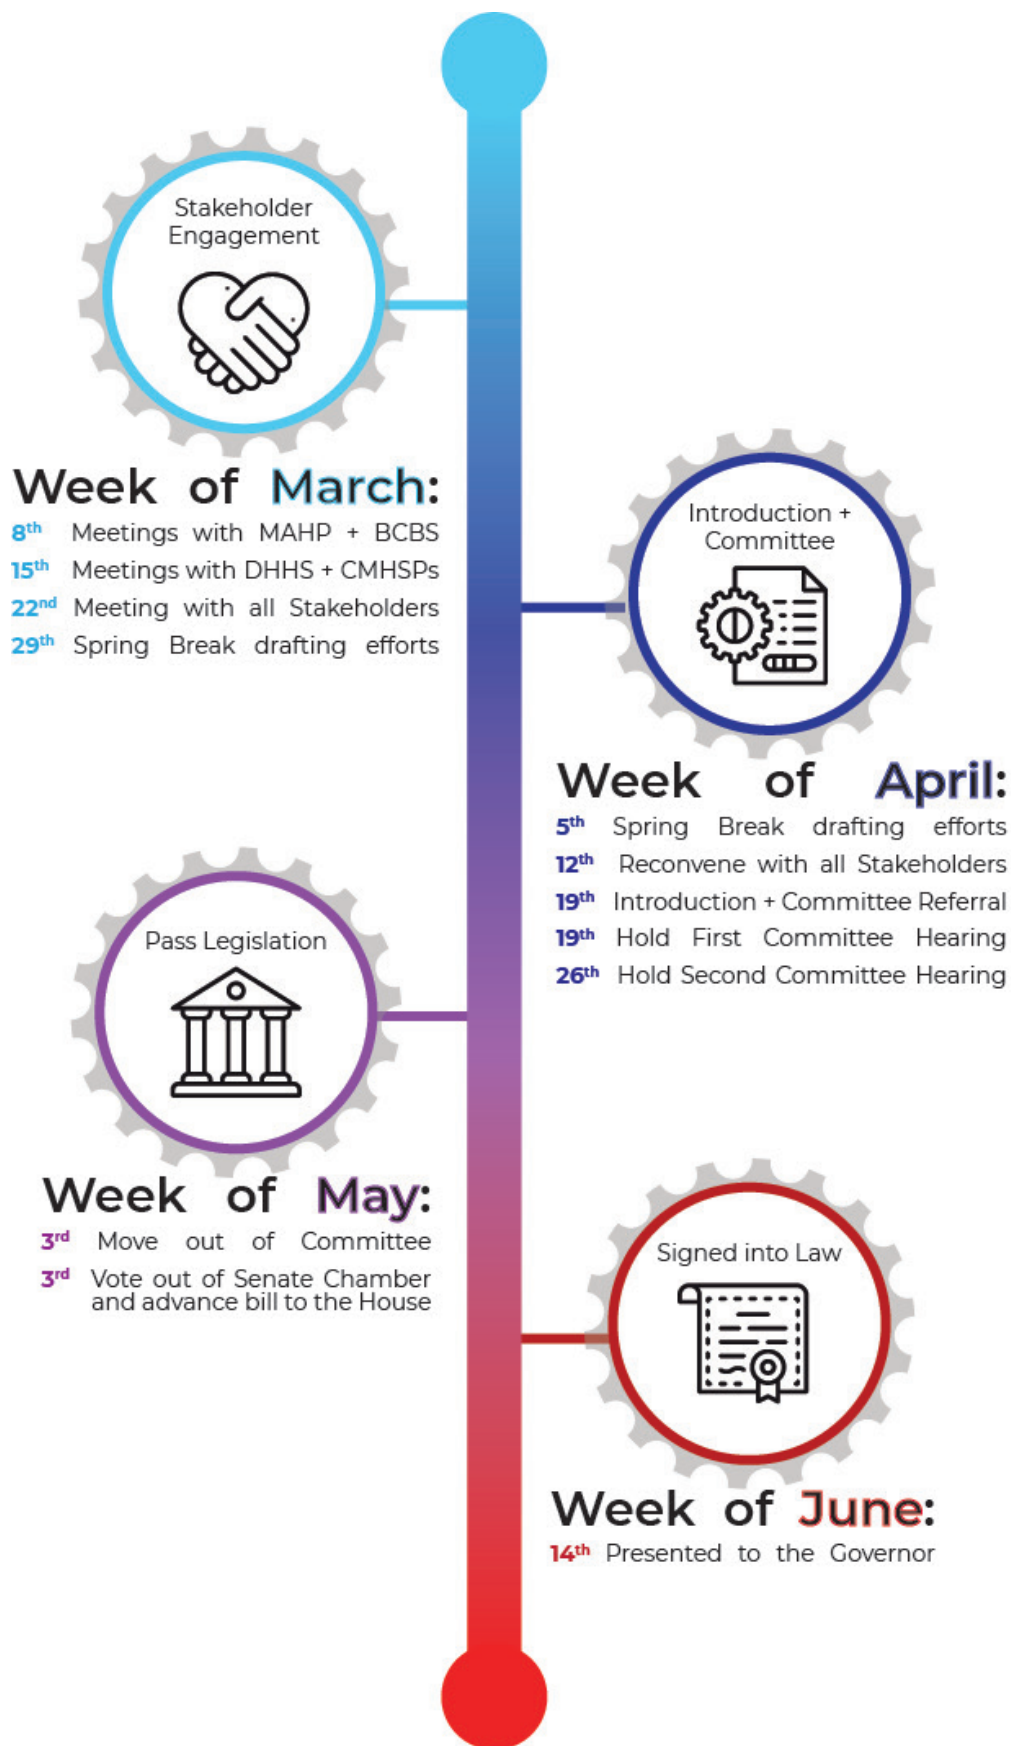 Stakeholder
Engagement
Week of March:
8th Meetings with MAHP + BCBS
15th Meetings with DHHS + CMHSPs
22nd Meeting with all Stakeholders
29th Spring Break drafting efforts
Introduction +
Committee
Week of April:
5th Spring Break drafting efforts
12th Reconvene with all Stakeholders
19th Introduction + Committee Referral
19th Hold First Committee Hearing
26th Hold Second Committee Hearing
Pass Legislation
Week of May:
3rd Move out of Committee
3rd Vote out of Senate Chamber
and advance bill to the House
Signed into Law
Week of June:
14th Presented to the Governor